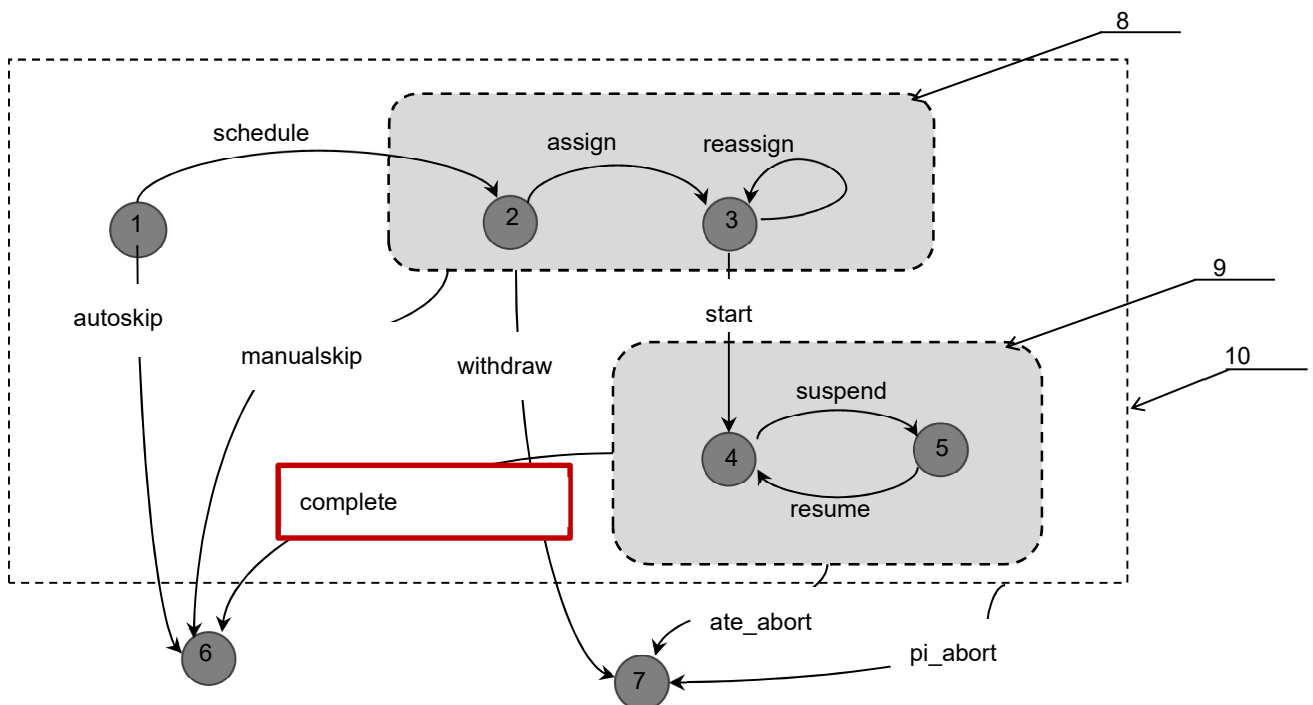 8
schedule
assign
reassign
1
2
3
9
autoskip
start
manualskip
withdraw
10
suspend
4
5
complete
resume
ate_abort
6
pi_abort
7